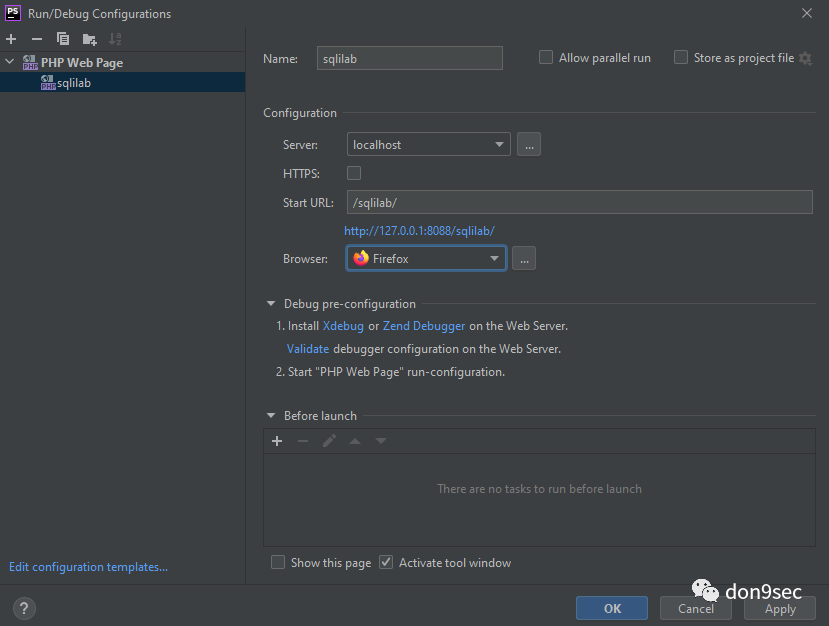 PS Run/Debug Configurations
PHP Web Page
sqlilab
Name: sqlilab Allow parallel run Store as project file
Configuration
Server: localhost ...
HTTPS:
Start URL: /sqlilab/
http://127.0.0.1:8088/sqlilab/
Browser: Firefox ...
Debug pre-configuration
1. Install Xdebug or Zend Debugger on the Web Server.
Validate debugger configuration on the Web Server.
2. Start "PHP Web Page" run-configuration.
Before launch
There are no tasks to run before launch
Show this page Activate tool window
Edit configuration templates...
don9sec
? OK Cancel Apply